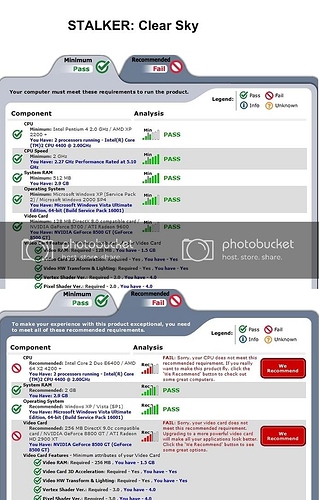 STALKER: Clear Sky
Minimum
Pass
Recommended
Fail
Your computer must meet these requirements to run the product.
Legend:
Pass
Fail
Info
Unknown
Component
Analysis
CPU
Minimum: Intel Pentium 4 2.0 GHz / AMD XP
2200 +
You Have: 2 processors running - Intel(R) Core
(TM)2 CPU 4400 @ 2.00GHz
Min
PASS
CPU Speed
Minimum: 2 GHz
You Have: 2.27 GHz Performance Rated at 5.10
GHz
Min
PASS
System RAM
Minimum: 512 MB
You Have: 2.0 GB
Min
PASS
Operating System
Minimum: Microsoft Windows XP (Service Pack
2) / Microsoft Windows 2000 SP4
You Have: Microsoft Windows Vista Ultimate
Edition, 64-bit (Build Service Pack 16001)
Min
PASS
Video Card
Minimum: 128 MB DirectX 8.0 compatible card /
NVIDIA GeForce 5700 / ATI Radeon 9600
You Have: NVIDIA GeForce 8500 GT (NVIDIA
GeForce 8500 GT)
Min
PASS
photobucket
host. store. share.
photobucket
host. store. share.
Video HW Transform & Lighting: Required - Yes , You have - Yes
Vertex Shader Ver.: Required - 2.0 , You have - 4.0
Pixel Shader Ver.: Required - 2.0 , You have - 4.0
Minimum
Pass
Recommended
Fail
To make your experience with this product exceptional, you need
to meet all of these recommended requirements.
Legend:
Pass
Fail
Info
Unknown
Component
Analysis
CPU
Recommended: Intel Core 2 Duo E6400 / AMD
64 X2 4200 +
You Have: 2 processors running - Intel(R) Core
(TM)2 CPU 4400 @ 2.00GHz
Rec
FAIL: Sorry, your CPU does not meet this
recommended requirement. If you really
want to make this product fly, click
the 'We Recommend' button to check out
some great computers.
We
Recommend
System RAM
Recommended: 2 GB
You Have: 2.0 GB
Rec
PASS
Operating System
Recommended: Windows XP / Vista (SP1)
You Have: Microsoft Windows Vista Ultimate
Edition, 64-bit (Build Service Pack 16001)
Rec
PASS
Video Card
Recommended: 256 MB DirectX 9.0c compatible
card / NVIDIA GeForce 8800 GT / ATI Radeon
HD 2900 XT
You Have: NVIDIA GeForce 8500 GT (NVIDIA
GeForce 8500 GT)
Rec
FAIL: Sorry, your video card does not
meet this recommended requirement.
Upgrading to a more powerful video card
will make all your applications look better.
Click the 'We Recommend' button to see
some great options.
We
Recommend
Video Card Features - Minimum attributes of your Video Card
Video RAM: Required - 256 MB , You have - 1.3 GB
Video Card 3D Acceleration: Required - Yes , You have - Yes
Video HW Transform & Lighting: Required - Yes , You have - Yes
Vertex Shader Ver.: Required - 3.0 , You have - 4.0
Pixel Shader Ver.: Required - 3.0 , You have - 4.0